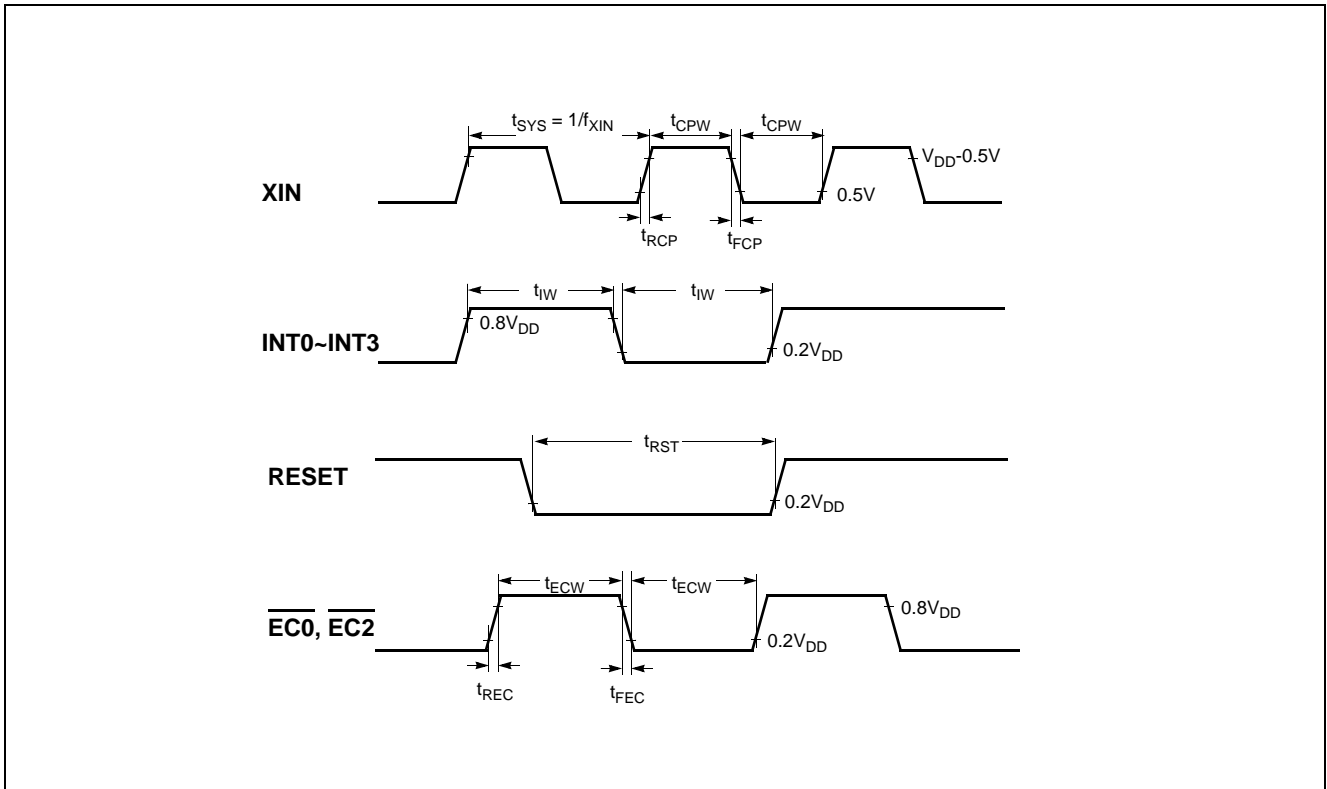 tSYS = 1/fXIN tCPW tCPW
VDD-0.5V
XIN
0.5V
tRCP tFCP
tIW tIW
0.8VDD
INT0~INT3
0.2VDD
tRST
RESET
0.2VDD
tECW tECW
0.8VDD
EC0, EC2
0.2VDD
tREC tFEC